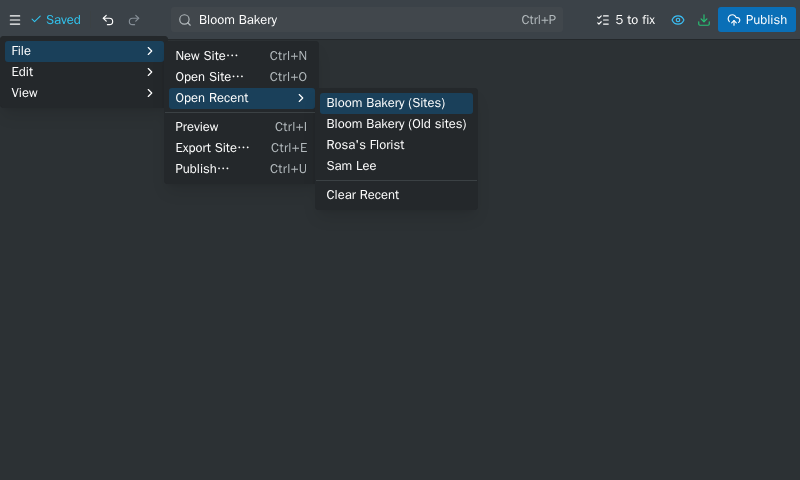 Saved
Bloom Bakery Ctrl+P
5 to fix
Publish
File
Edit
View
New Site⋯ Ctrl+N
Open Site⋯ Ctrl+O
Open Recent
Preview Ctrl+I
Export Site⋯ Ctrl+E
Publish⋯ Ctrl+U
Bloom Bakery (Sites)
Bloom Bakery (Old sites)
Rosa's Florist
Sam Lee
Clear Recent